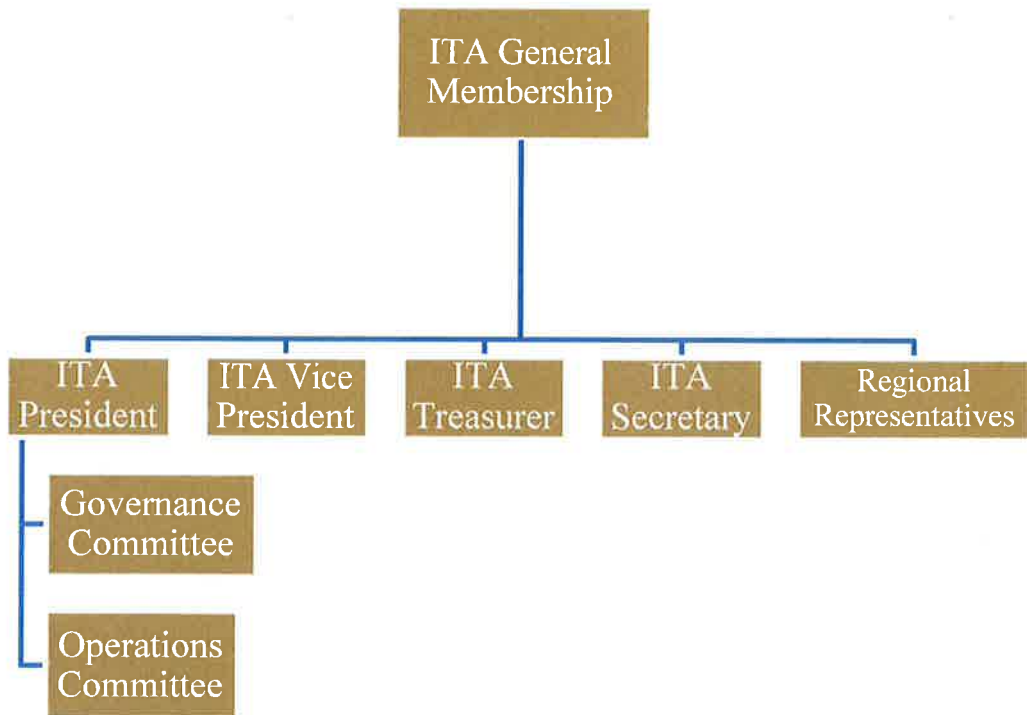 ITA General
Membership
ITA
President
ITA Vice
President
ITA
Treasurer
ITA
Secretary
Regional
Representatives
Governance
Committee
Operations
Committee